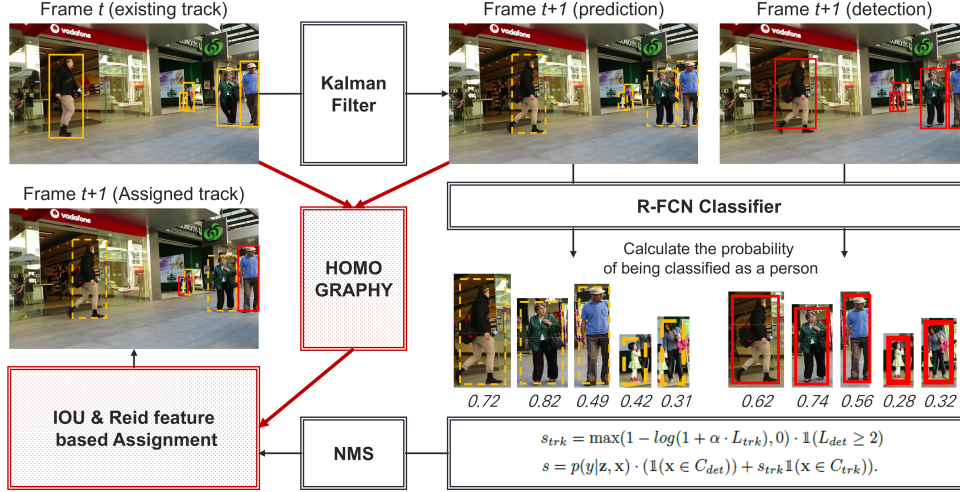 Frame t (existing track)
Frame t+1 (prediction)
Frame t+1 (detection)
vodafone
vodafone
vodafone
Kalman
Filter
R-FCN Classifier
Frame t+1 (Assigned track)
vodafone
HOMO
GRAPHY
Calculate the probability
of being classified as a person
0.72 0.82 0.49 0.42 0.31
0.62 0.74 0.56 0.28 0.32
IOU & Reid feature
based Assignment
NMS
s_{trk} = max(1 − log(1 + α · L_{trk}), 0) · 𝟙(L_{det} ≥ 2)
s = p(y|z, x) · (𝟙(x ∈ C_{det})) + s_{trk}𝟙(x ∈ C_{trk})).